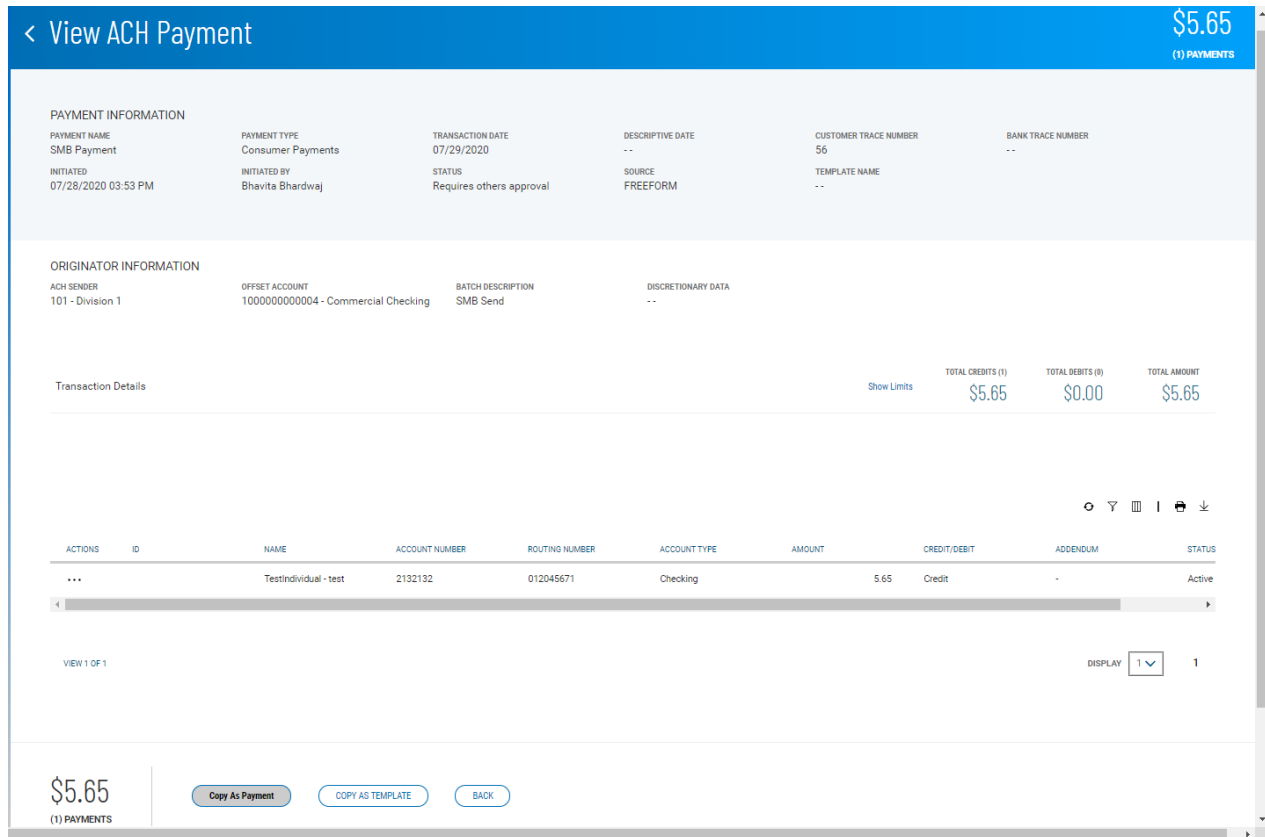 View ACH Payment
$5.65
(1) PAYMENTS
PAYMENT INFORMATION
PAYMENT NAME PAYMENT TYPE TRANSACTION DATE DESCRIPTIVE DATE CUSTOMER TRACE NUMBER BANK TRACE NUMBER
SMB Payment Consumer Payments 07/29/2020 -- 56 --
INITIATED INITIATED BY STATUS SOURCE TEMPLATE NAME
07/28/2020 03:53 PM Bhavita Bhardwaj Requires others approval FREEFORM --
ORIGINATOR INFORMATION
ACH SENDER OFFSET ACCOUNT BATCH DESCRIPTION DISCRETIONARY DATA
101 - Division 1 1000000000004 - Commercial Checking SMB Send --
TOTAL CREDITS (1) TOTAL DEBITS (0) TOTAL AMOUNT
Transaction Details Show Limits $5.65 $0.00 $5.65
ACTIONS ID NAME ACCOUNT NUMBER ROUTING NUMBER ACCOUNT TYPE AMOUNT CREDIT/DEBIT ADDENDUM STATUS
... TestIndividual - test 2132132 012045671 Checking 5.65 Credit - Active
VIEW 1 OF 1 DISPLAY 1 1
$5.65
(1) PAYMENTS
Copy As Payment COPY AS TEMPLATE BACK